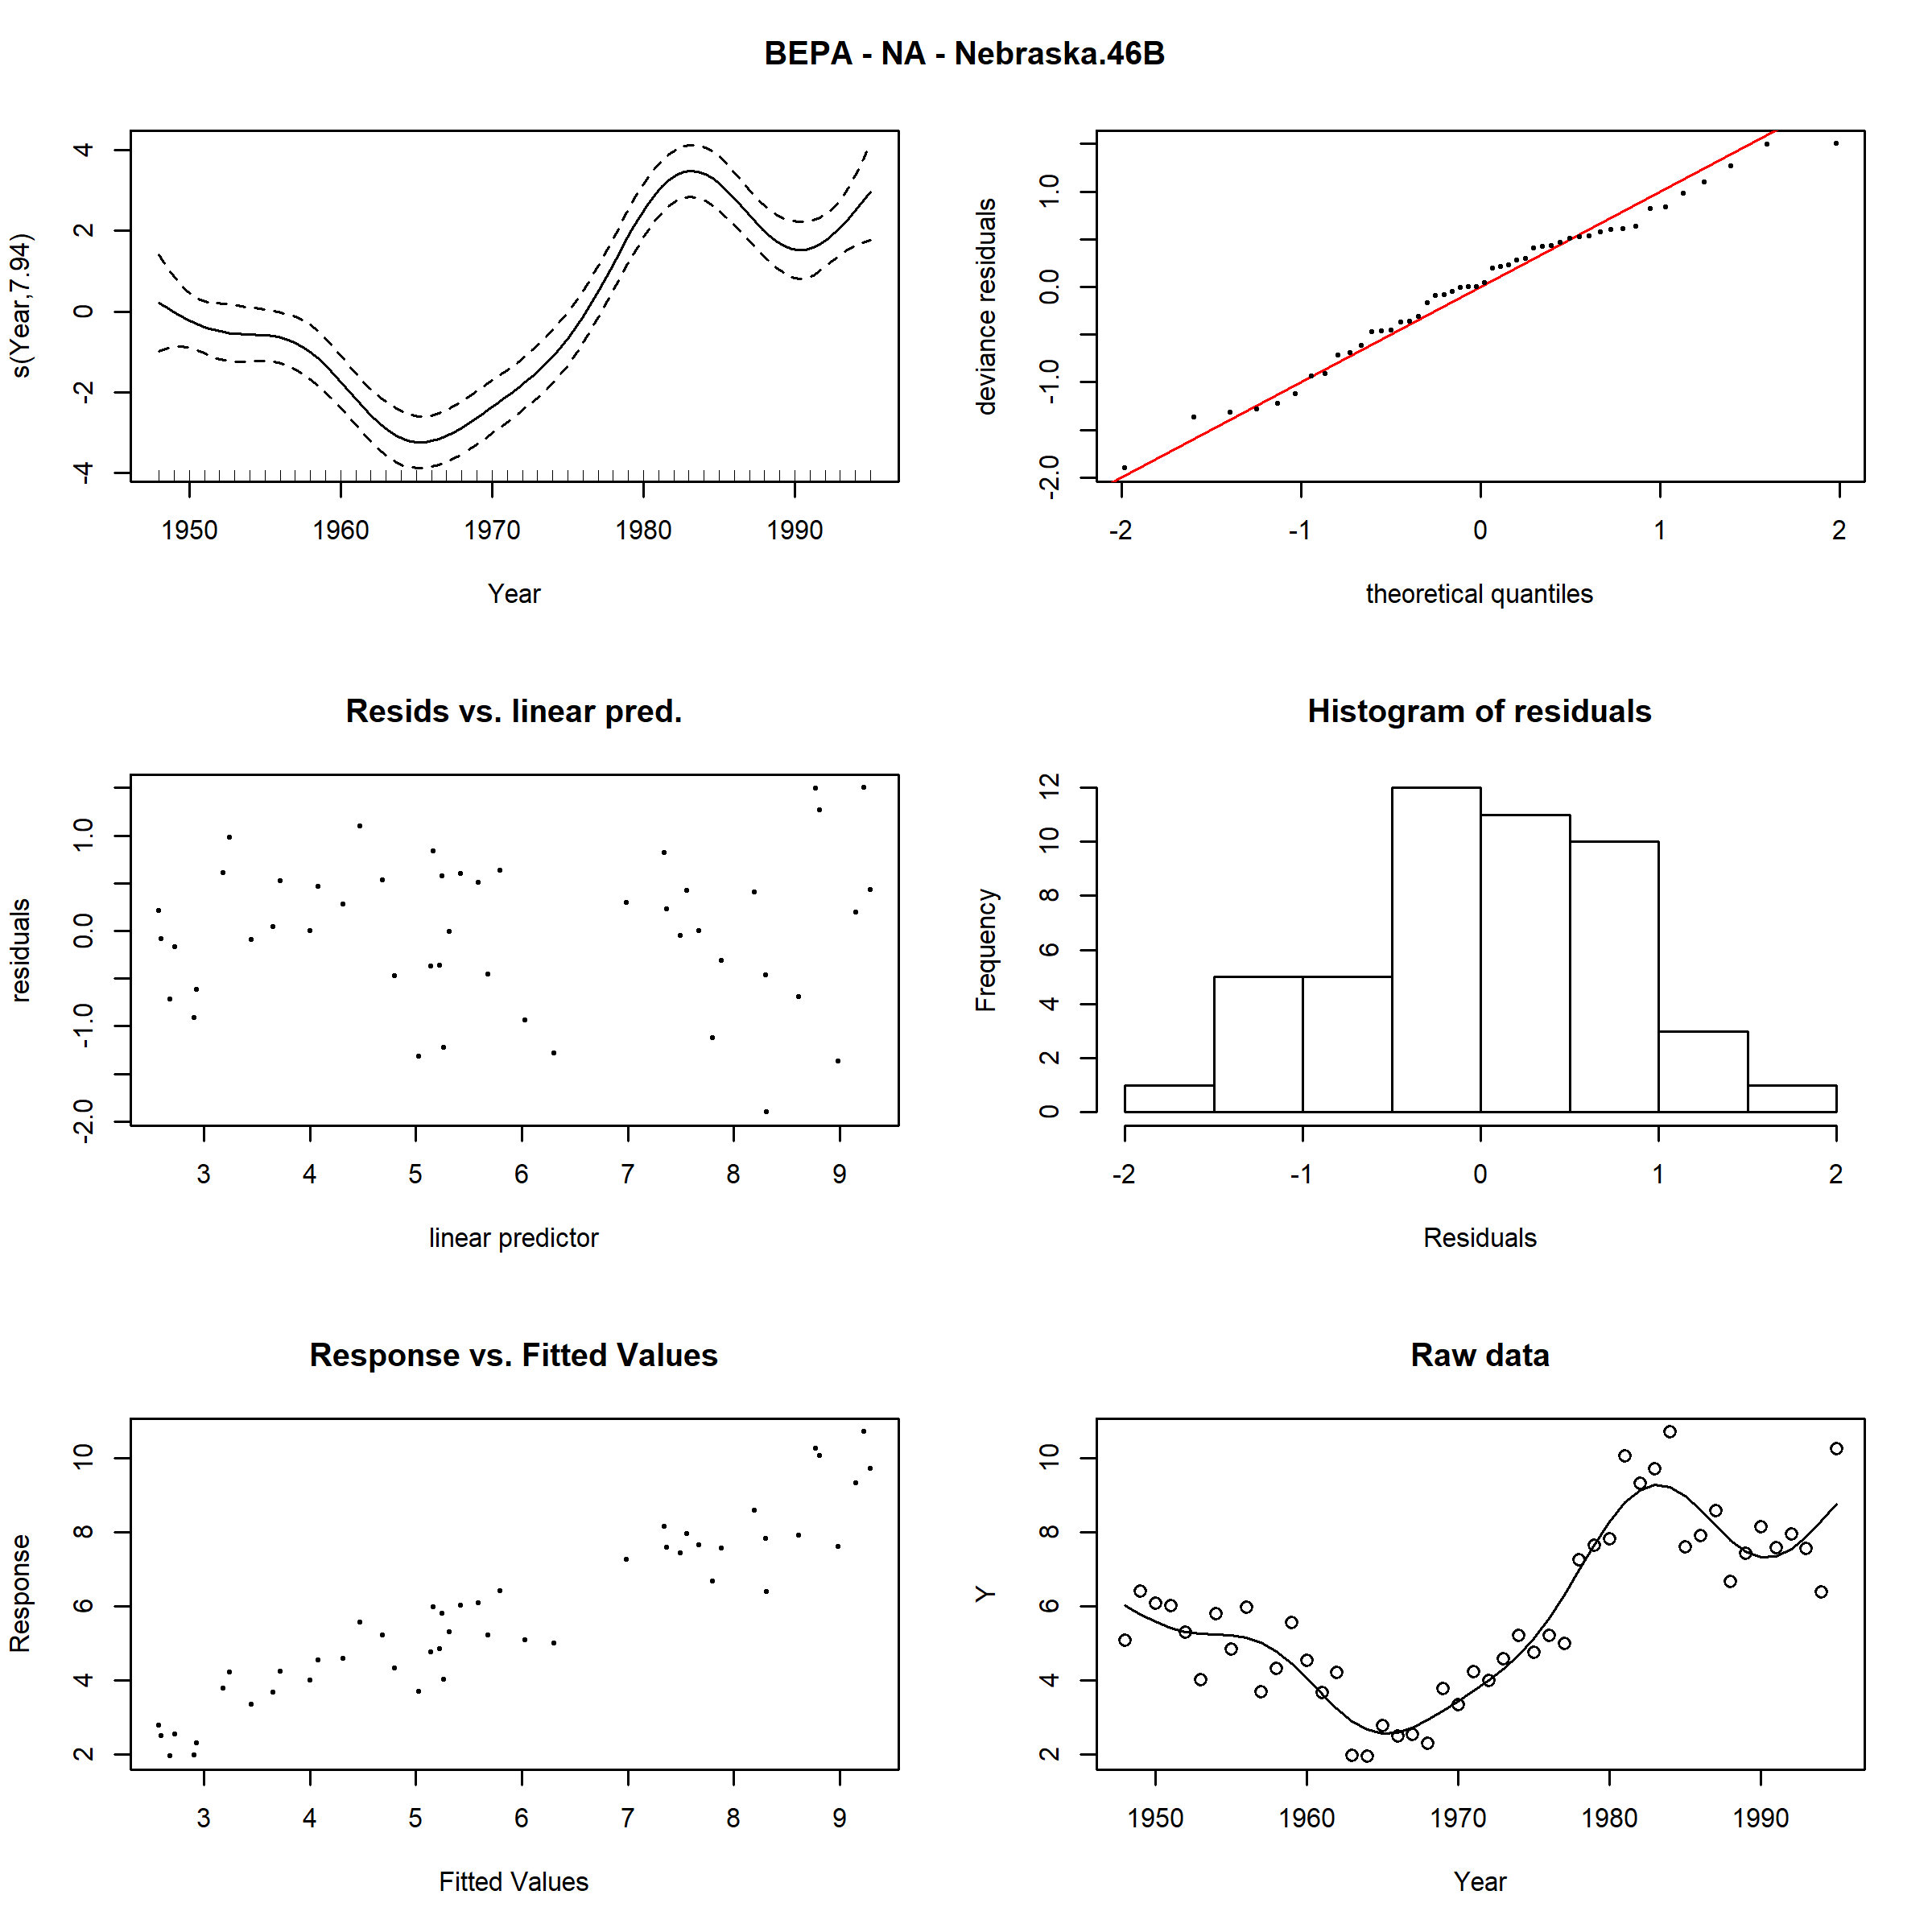 BEPA - NA - Nebraska.46B
s(Year,7.94)
4
2
0
-2
-4
1950 1960 1970 1980 1990
Year
deviance residuals
1.0
0.0
-1.0
-2.0
-2 -1 0 1 2
theoretical quantiles
Resids vs. linear pred.
residuals
1.0
0.0
-1.0
-2.0
3 4 5 6 7 8 9
linear predictor
Histogram of residuals
Frequency
12
10
8
6
4
2
0
-2 -1 0 1 2
Residuals
Response vs. Fitted Values
Response
10
8
6
4
2
3 4 5 6 7 8 9
Fitted Values
Raw data
Y
10
8
6
4
2
1950 1960 1970 1980 1990
Year